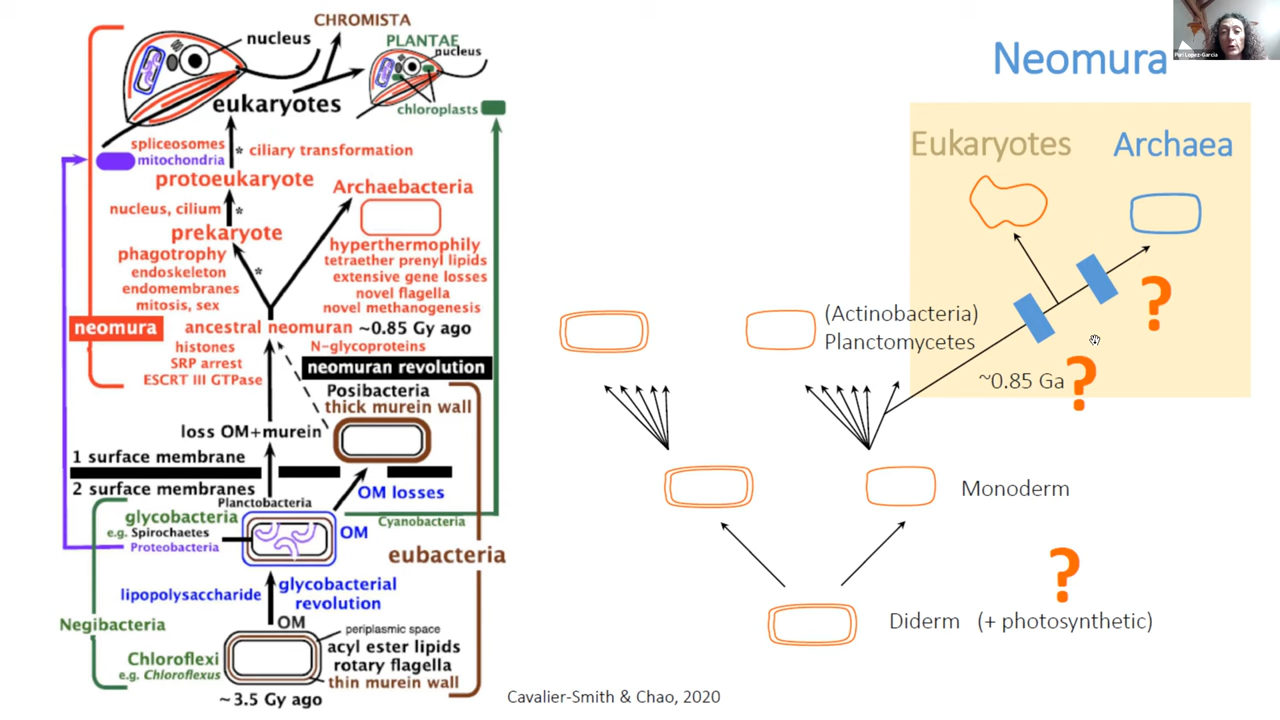 CHROMISTA
nucleus
PLANTAE
nucleus
eukaryotes
chloroplasts
spliceosomes
mitochondria
* ciliary transformation
protoeukaryote
Archaebacteria
nucleus, cilium
*
prekaryote
phagotrophy
endoskeleton
endomembranes
mitosis, sex
*
hyperthermophily
tetraether prenyl lipids
extensive gene losses
novel flagella
novel methanogenesis
neomura
ancestral neomuran ~0.85 Gy ago
histones
SRP arrest
ESCRT III GTPase
N-glycoproteins
neomuran revolution
Posibacteria
thick murein wall
loss OM+murein
1 surface membrane
2 surface membranes
OM losses
Planctobacteria
glycobacteria
e.g. Spirochaetes
Proteobacteria
OM
Cyanobacteria
eubacteria
lipopolysaccharide
glycobacterial
revolution
Negibacteria
OM
periplasmic space
acyl ester lipids
rotary flagella
thin murein wall
Chloroflexi
e.g. Chloroflexus
~3.5 Gy ago
Neomura
Puri Lopez-Garcia
Eukaryotes
Archaea
(Actinobacteria)
Planctomycetes
?
~0.85 Ga
?
Monoderm
?
Diderm (+ photosynthetic)
Cavalier-Smith & Chao, 2020